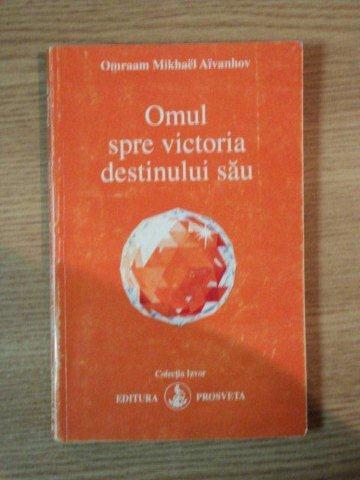 Omraam Mikhaël Aïvanhov
Omul
spre victoria
destinului său
Colecția Izvor
EDITURA PROSVETA